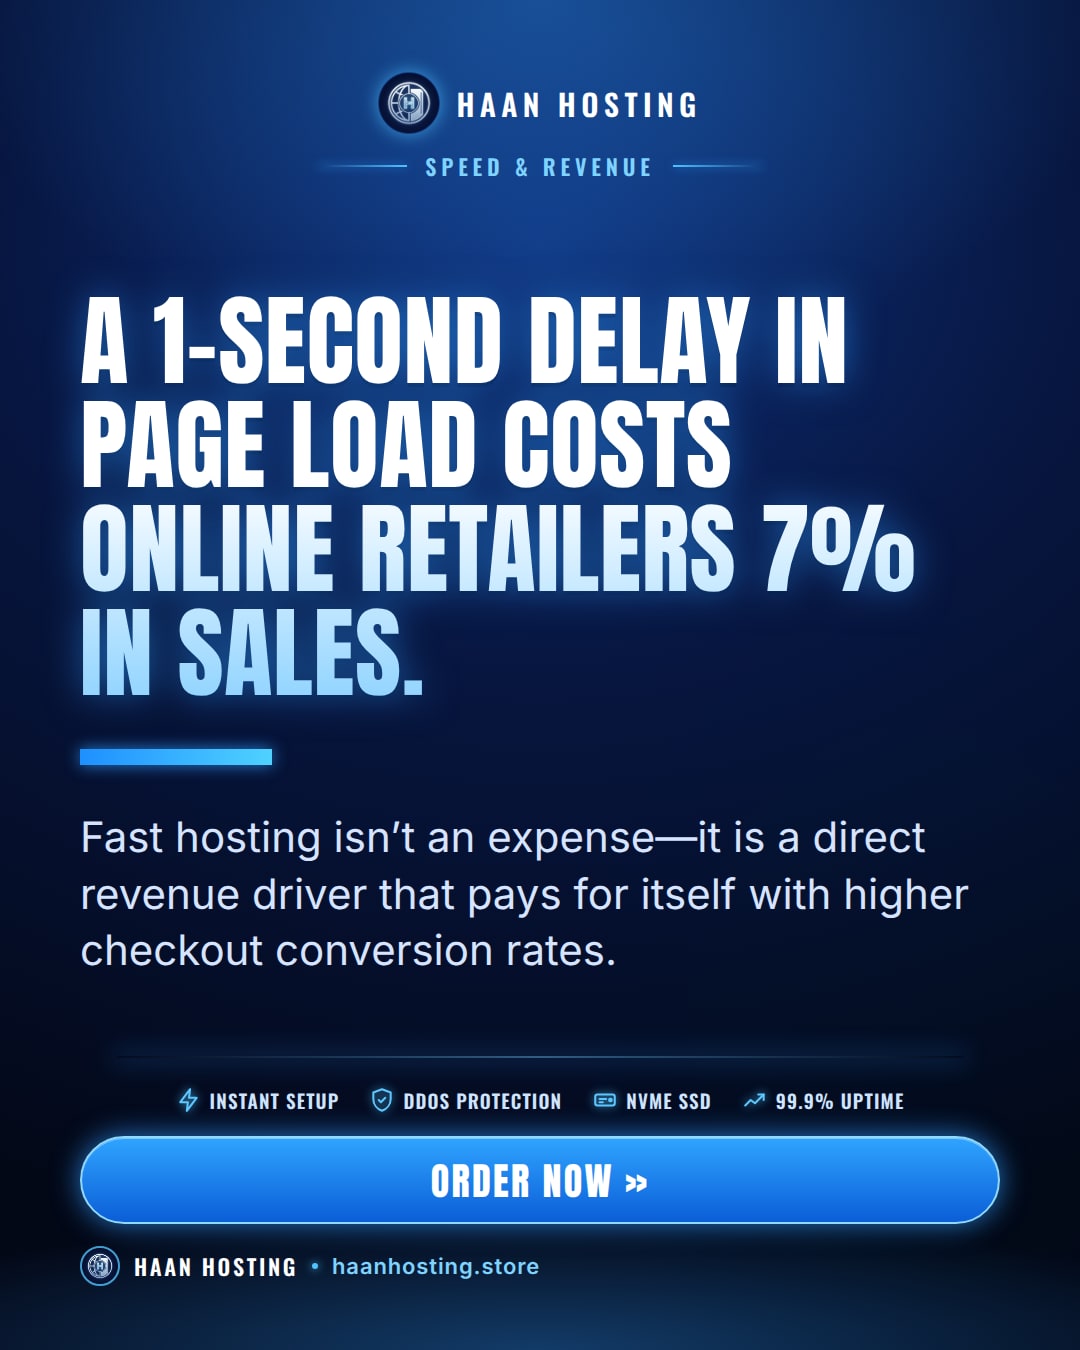 HAAN HOSTING
SPEED & REVENUE
A 1-SECOND DELAY IN
PAGE LOAD COSTS
ONLINE RETAILERS 7%
IN SALES.
Fast hosting isn’t an expense—it is a direct
revenue driver that pays for itself with higher
checkout conversion rates.
INSTANT SETUP DDOS PROTECTION NVME SSD 99.9% UPTIME
ORDER NOW »
HAAN HOSTING • haanhosting.store